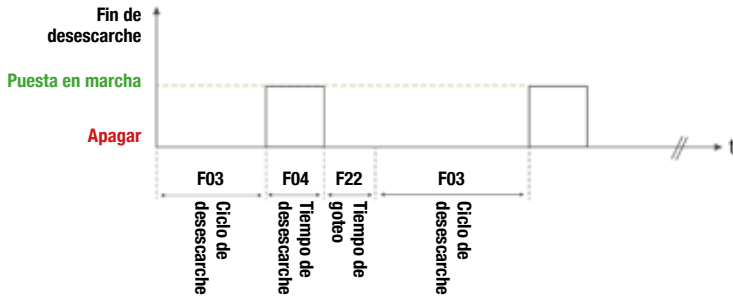 Fin de
desescarche
Puesta en marcha
Apagar
t
F03
F04
F22
F03
Ciclo de
desescarche
Tiempo de
desescarche
Tiempo de
goteo
Ciclo de
desescarche